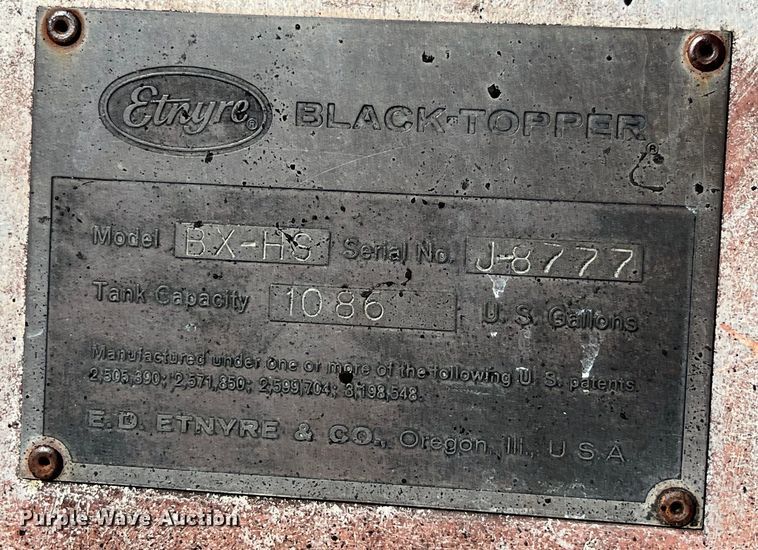 Etnyre® BLACK-TOPPER®
Model BX-HS Serial No. J-8777
Tank Capacity 1086 U.S. Gallons
Manufactured under one or more of the following U.S. patents.
2,505,390; 2,571,850; 2,599,704; 3,198,548.
E.D. ETNYRE & CO., Oregon, Ill., U.S.A.
Purple Wave Auction